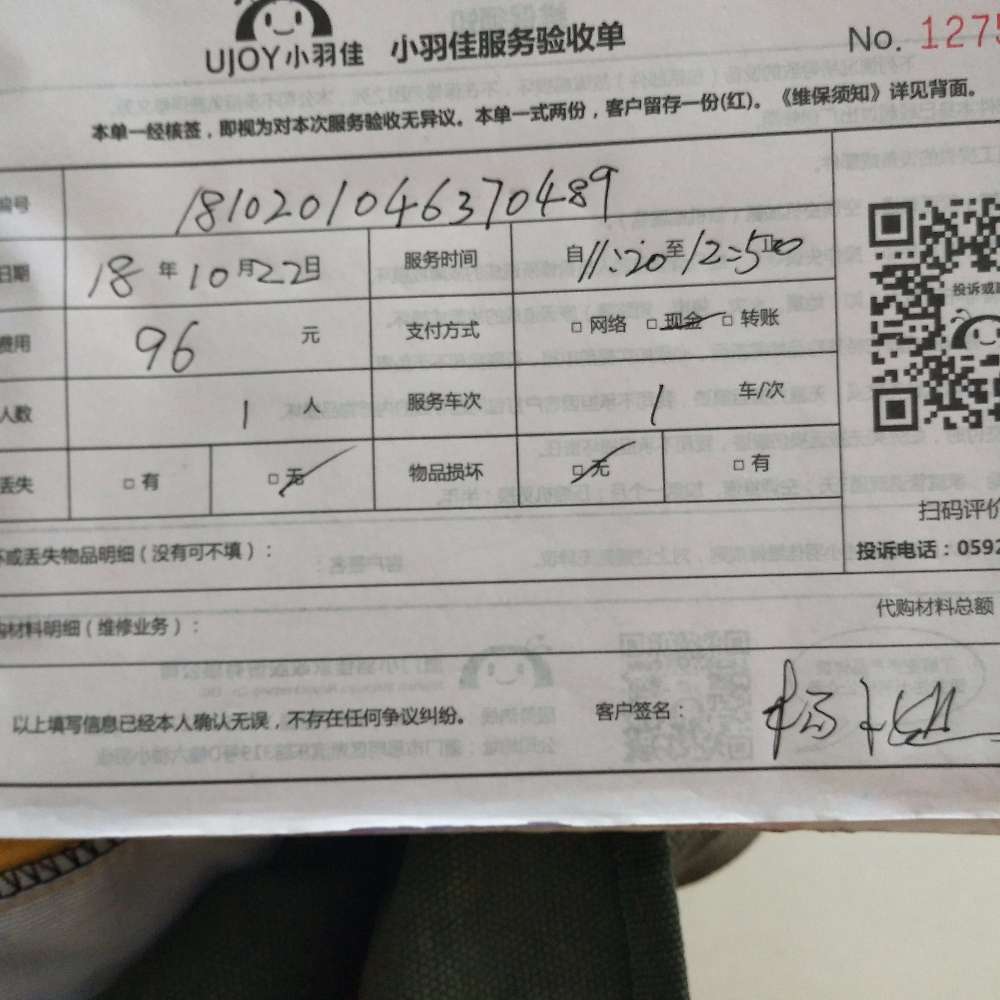 UJOY小羽佳 小羽佳服务验收单 No. 1275
本单一经核签，即视为对本次服务验收无异议。本单一式两份，客户留存一份(红)。《维保须知》详见背面。
编号 1810201046370489
日期 18 年 10 月 22 日 服务时间 自 11:20 至 12:50 止
费用 96 元 支付方式 □ 网络 □ 现金 □ 转账
人数 1 人 服务车次 1 车/次
丢失 □ 有 □ 无 物品损坏 □ 无 □ 有
投诉或
扫码评价
坏或丢失物品明细（没有可不填）： 投诉电话：0592
购材料明细（维修业务）： 代购材料总额
以上填写信息已经本人确认无误，不存在任何争议纠纷。 客户签名：